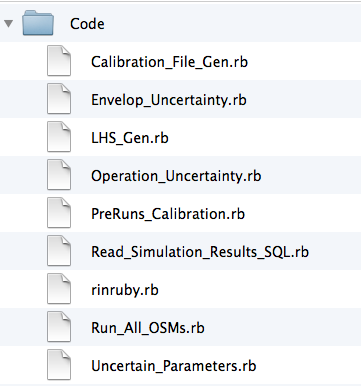 Code
Calibration_File_Gen.rb
Envelop_Uncertainty.rb
LHS_Gen.rb
Operation_Uncertainty.rb
PreRuns_Calibration.rb
Read_Simulation_Results_SQL.rb
rinruby.rb
Run_All_OSMs.rb
Uncertain_Parameters.rb